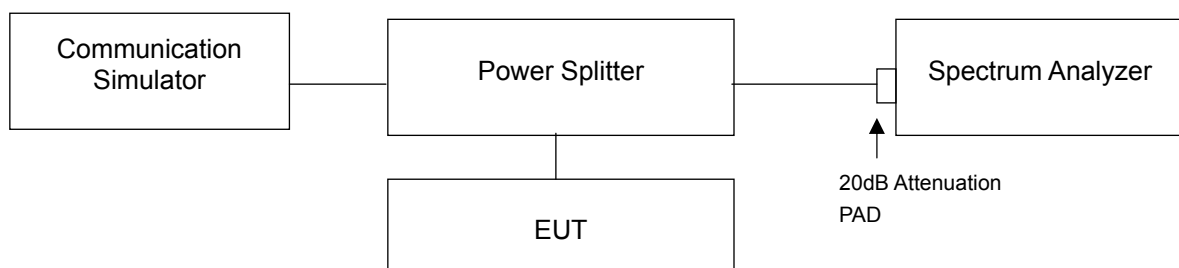 Communication
Simulator
Power Splitter
Spectrum Analyzer
20dB Attenuation
PAD
EUT